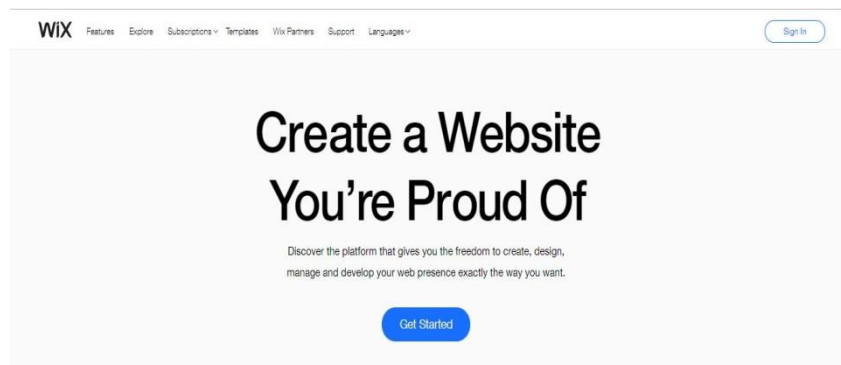 WiX Features Explore Subscriptions Templates Wix Partners Support Languages Sign In
Create a Website
You're Proud Of
Discover the platform that gives you the freedom to create, design,
manage and develop your web presence exactly the way you want.
Get Started